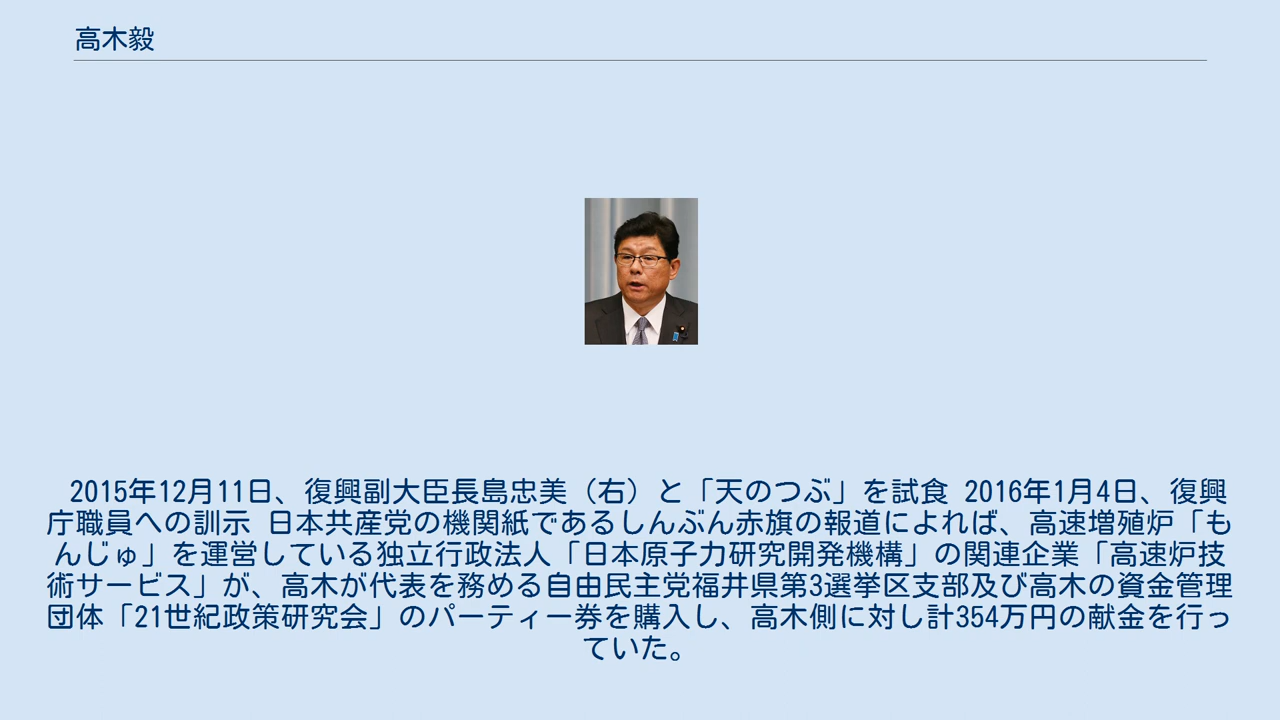 高木毅
2015年12月11日、復興副大臣長島忠美（右）と「天のつぶ」を試食 2016年1月4日、復興
庁職員への訓示 日本共産党の機関紙であるしんぶん赤旗の報道によれば、高速増殖炉「も
んじゅ」を運営している独立行政法人「日本原子力研究開発機構」の関連企業「高速炉技
術サービス」が、高木が代表を務める自由民主党福井県第3選挙区支部及び高木の資金管理
団体「21世紀政策研究会」のパーティー券を購入し、高木側に対し計354万円の献金を行っ
ていた。